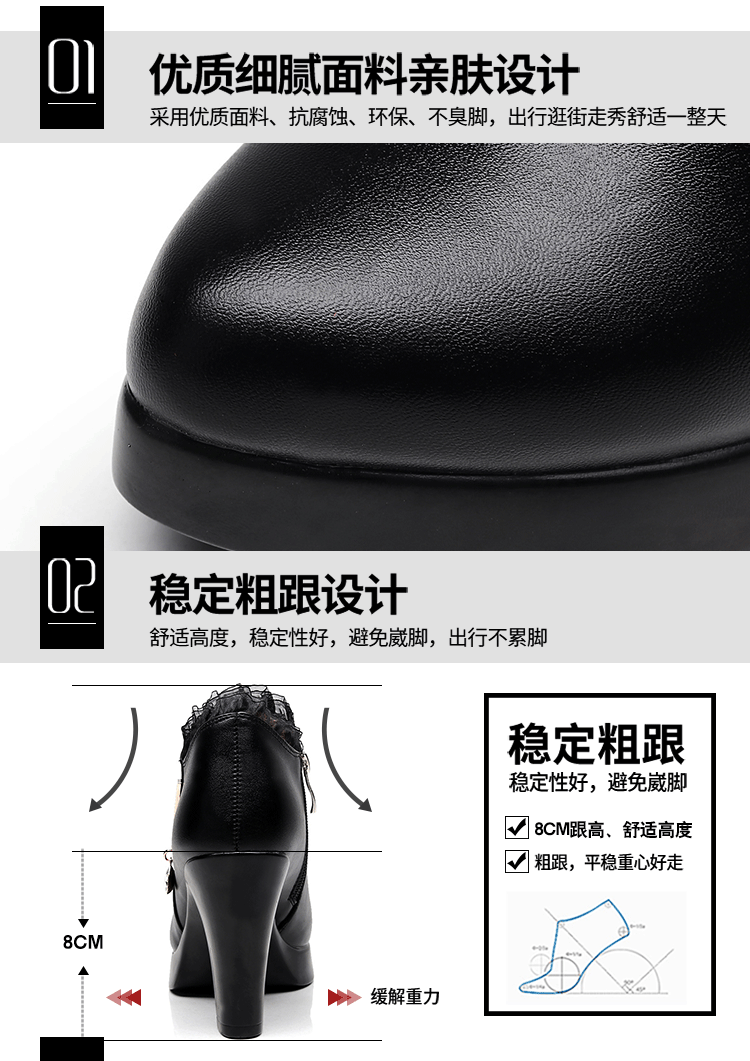 01
优质细腻面料亲肤设计
采用优质面料、抗腐蚀、环保、不臭脚，出行逛街走秀舒适一整天
02
稳定粗跟设计
舒适高度，稳定性好，避免崴脚，出行不累脚
稳定粗跟
稳定性好，避免崴脚
8CM跟高、舒适高度
粗跟，平稳重心好走
8CM
缓解重力
90°
45°